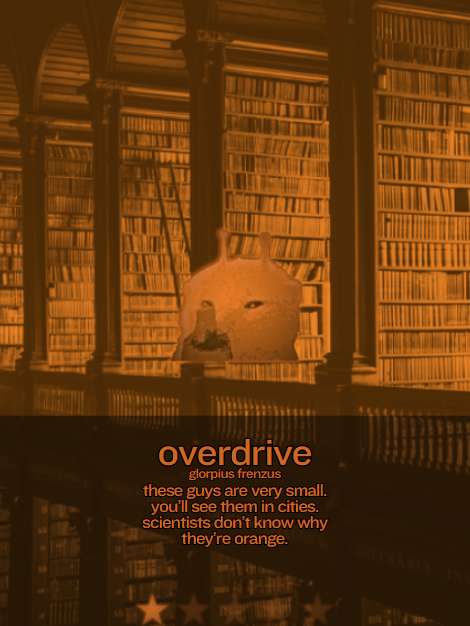 overdrive
glorpius frenzus
these guys are very small.
you'll see them in cities.
scientists don't know why
they're orange.